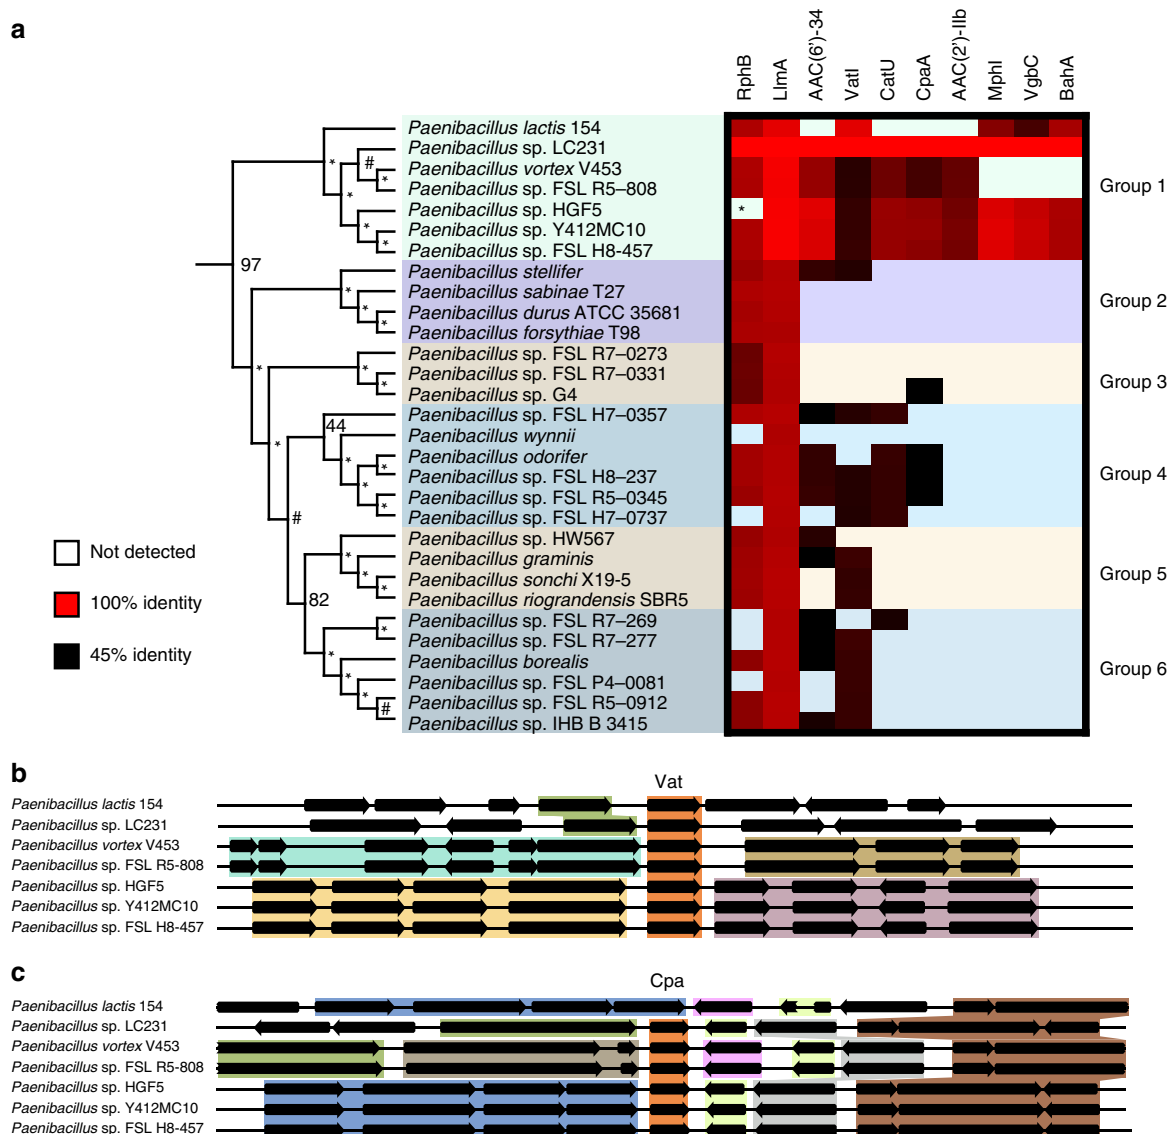 a
RphB
LlmA
AAC(6')-34
VatI
CatU
CpaA
AAC(2')-IIb
MphI
VgbC
BahA
Paenibacillus lactis 154
Paenibacillus sp. LC231
Paenibacillus vortex V453
Paenibacillus sp. FSL R5–808
Paenibacillus sp. HGF5
Paenibacillus sp. Y412MC10
Paenibacillus sp. FSL H8-457
Paenibacillus stellifer
Paenibacillus sabinae T27
Paenibacillus durus ATCC 35681
Paenibacillus forsythiae T98
Paenibacillus sp. FSL R7–0273
Paenibacillus sp. FSL R7–0331
Paenibacillus sp. G4
Paenibacillus sp. FSL H7–0357
Paenibacillus wynnii
Paenibacillus odorifer
Paenibacillus sp. FSL H8–237
Paenibacillus sp. FSL R5–0345
Paenibacillus sp. FSL H7–0737
Paenibacillus sp. HW567
Paenibacillus graminis
Paenibacillus sonchi X19-5
Paenibacillus riograndensis SBR5
Paenibacillus sp. FSL R7–269
Paenibacillus sp. FSL R7–277
Paenibacillus borealis
Paenibacillus sp. FSL P4–0081
Paenibacillus sp. FSL R5–0912
Paenibacillus sp. IHB B 3415
Group 1
Group 2
Group 3
Group 4
Group 5
Group 6
97
#
44
#
82
#
Not detected
100% identity
45% identity
b
Vat
Paenibacillus lactis 154
Paenibacillus sp. LC231
Paenibacillus vortex V453
Paenibacillus sp. FSL R5-808
Paenibacillus sp. HGF5
Paenibacillus sp. Y412MC10
Paenibacillus sp. FSL H8-457
c
Cpa
Paenibacillus lactis 154
Paenibacillus sp. LC231
Paenibacillus vortex V453
Paenibacillus sp. FSL R5-808
Paenibacillus sp. HGF5
Paenibacillus sp. Y412MC10
Paenibacillus sp. FSL H8-457